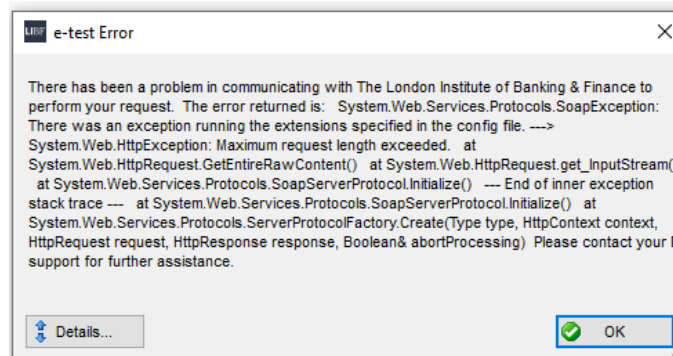 LIBF e-test Error
There has been a problem in communicating with The London Institute of Banking & Finance to
perform your request. The error returned is: System.Web.Services.Protocols.SoapException:
There was an exception running the extensions specified in the config file. --->
System.Web.HttpException: Maximum request length exceeded. at
System.Web.HttpRequest.GetEntireRawContent() at System.Web.HttpRequest.get_InputStream(
at System.Web.Services.Protocols.SoapServerProtocol.Initialize() --- End of inner exception
stack trace --- at System.Web.Services.Protocols.SoapServerProtocol.Initialize() at
System.Web.Services.Protocols.ServerProtocolFactory.Create(Type type, HttpContext context,
HttpRequest request, HttpResponse response, Boolean& abortProcessing) Please contact your
support for further assistance.
Details... OK